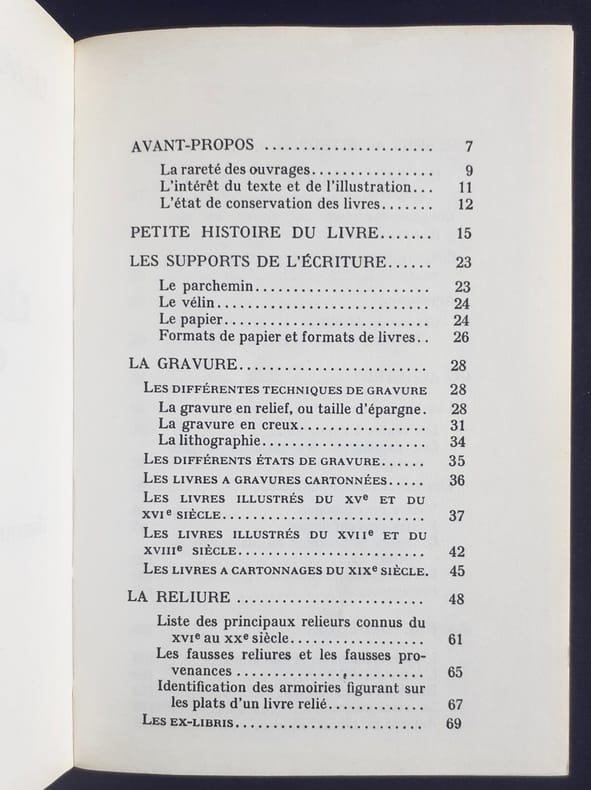 AVANT-PROPOS ...................... 7
La rareté des ouvrages................ 9
L'intérêt du texte et de l'illustration... 11
L'état de conservation des livres....... 12
PETITE HISTOIRE DU LIVRE....... 15
LES SUPPORTS DE L'ÉCRITURE...... 23
Le parchemin....................... 23
Le vélin............................ 24
Le papier........................... 24
Formats de papier et formats de livres.. 26
LA GRAVURE........................ 28
LES DIFFÉRENTES TECHNIQUES DE GRAVURE 28
La gravure en relief, ou taille d'épargne. 28
La gravure en creux................. 31
La lithographie...................... 34
LES DIFFÉRENTS ÉTATS DE GRAVURE...... 35
LES LIVRES A GRAVURES CARTONNÉES..... 36
LES LIVRES ILLUSTRÉS DU XVe ET DU
XVIe SIÈCLE........................... 37
LES LIVRES ILLUSTRÉS DU XVIIe ET DU
XVIIIe SIÈCLE......................... 42
LES LIVRES A CARTONNAGES DU XIXe SIÈCLE. 45
LA RELIURE ......................... 48
Liste des principaux relieurs connus du
XVIe au XXe siècle.................. 61
Les fausses reliures et les fausses pro-
venances ......................... 65
Identification des armoiries figurant sur
les plats d'un livre relié............. 67
LES EX-LIBRIS......................... 69